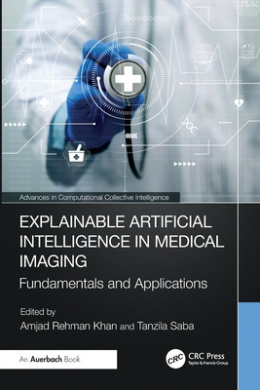 Advances in Computational Collective Intelligence
EXPLAINABLE ARTIFICIAL
INTELLIGENCE IN MEDICAL
IMAGING
Fundamentals and Applications
Edited by
Amjad Rehman Khan and Tanzila Saba
An Auerbach Book
CRC
CRC Press
Taylor & Francis Group